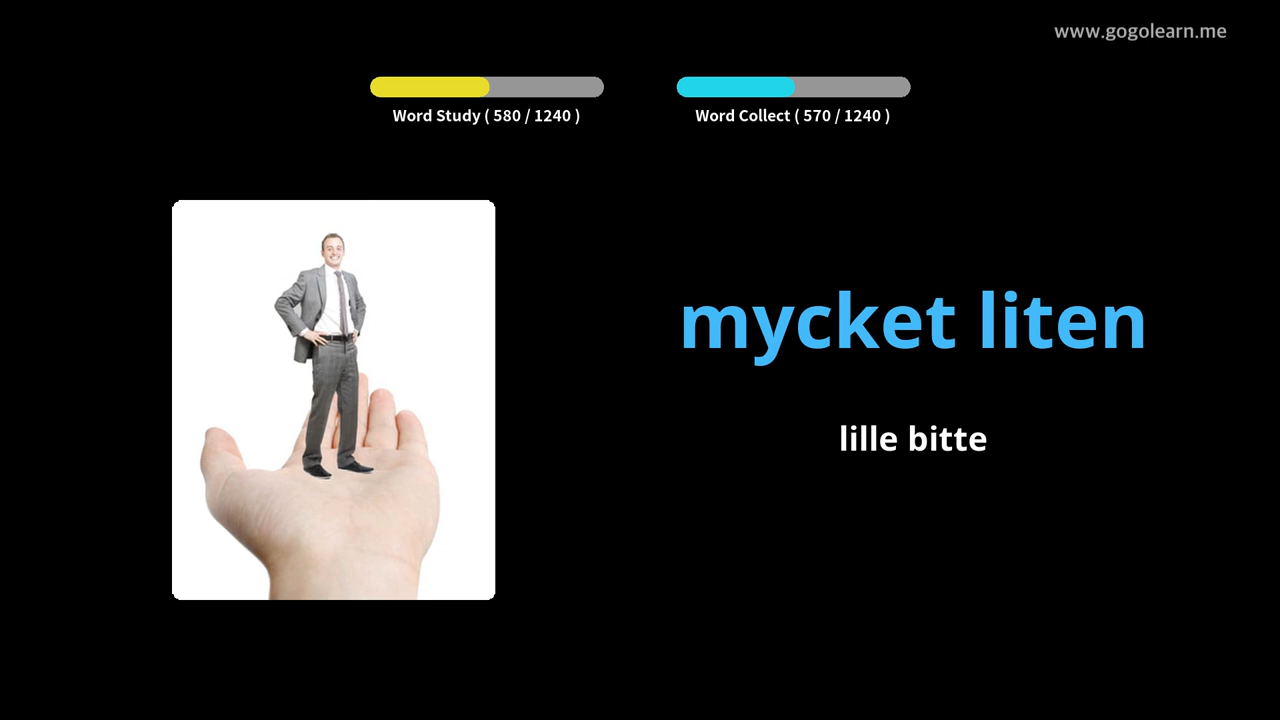 www.gogolearn.me
Word Study ( 580 / 1240 )
Word Collect ( 570 / 1240 )
mycket liten
lille bitte